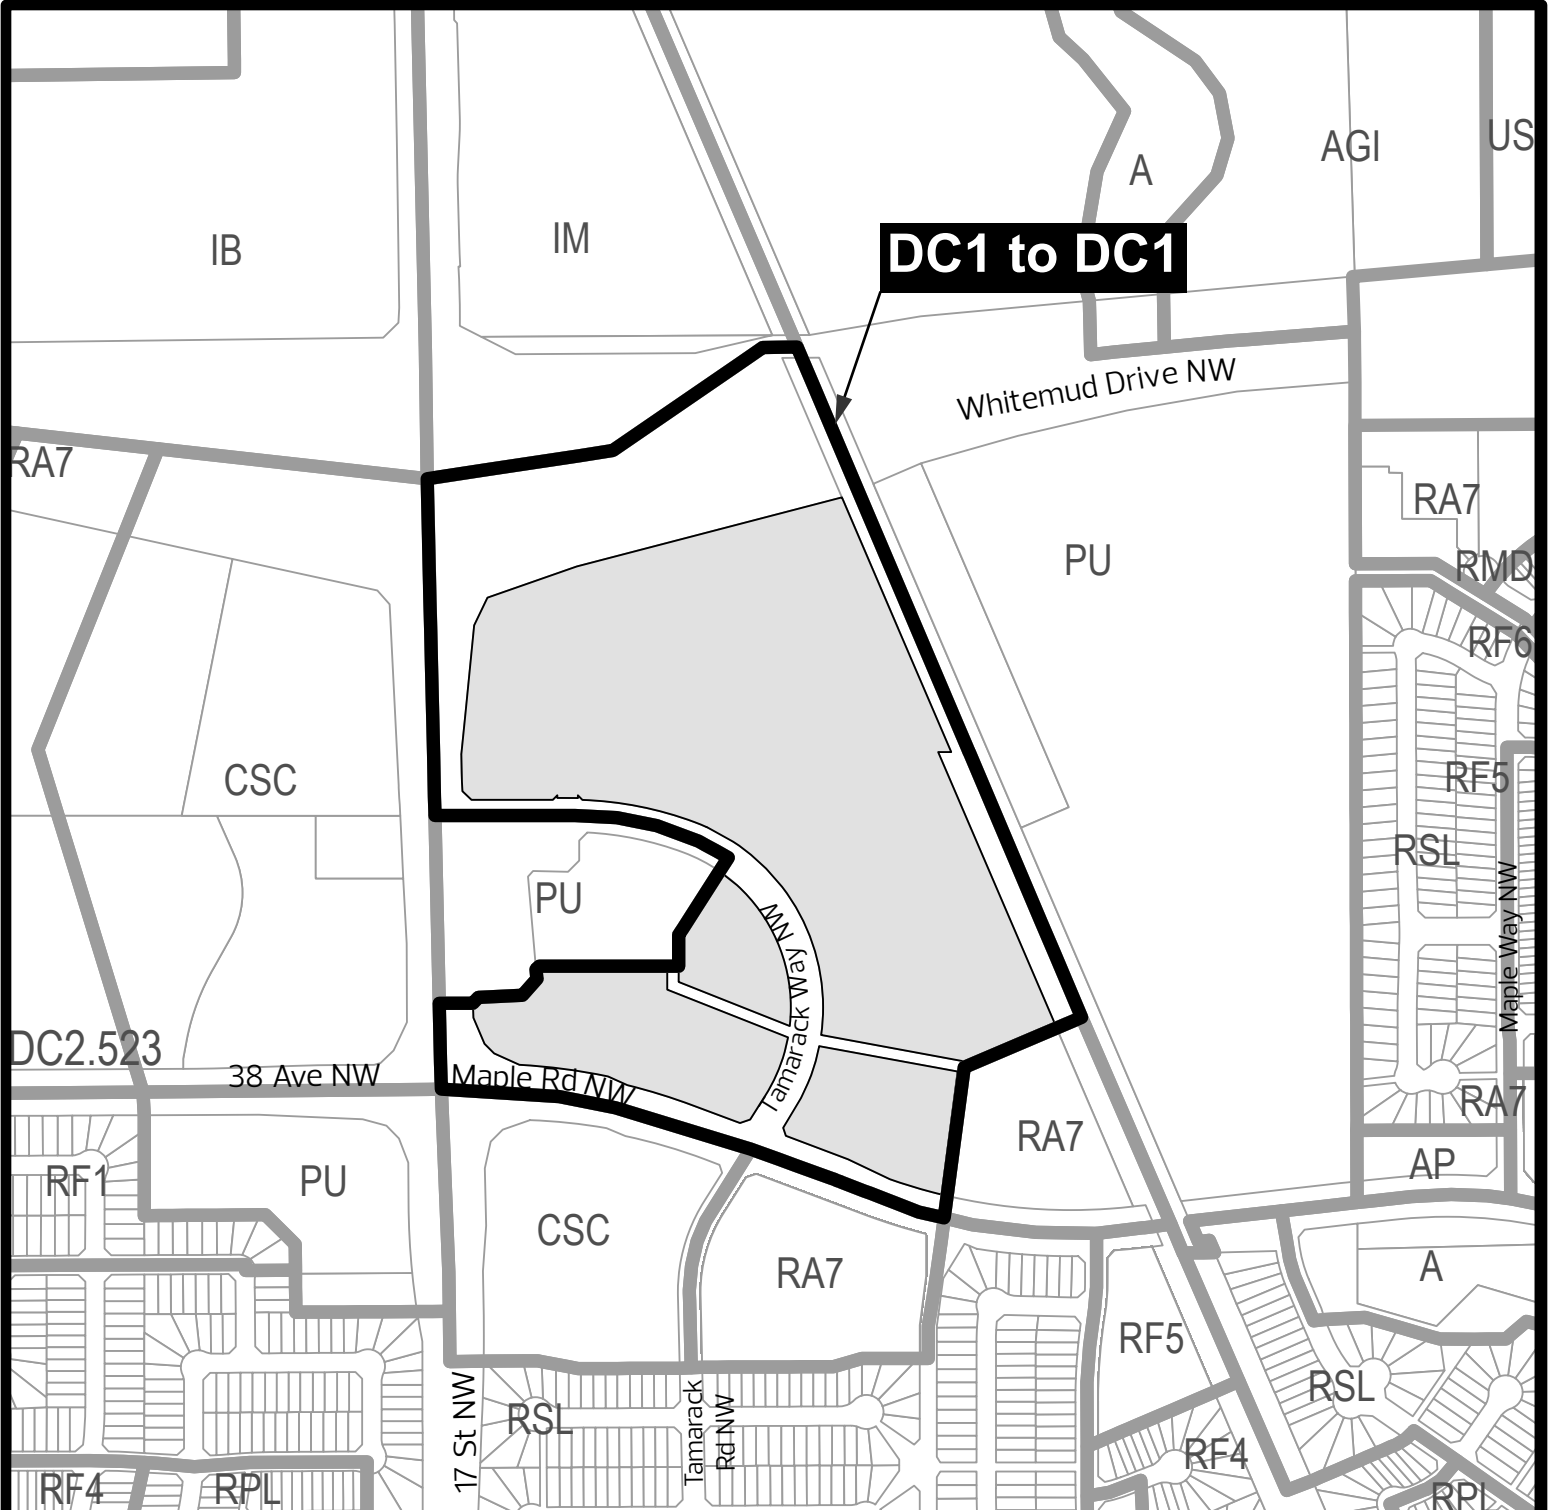 US
AGI
A
IB
IM
DC1 to DC1
Whitemud Drive NW
RA7
RA7
PU
RMD
RF6
CSC
RF5
RSL
PU
Maple Way NW
Tamarack Way NW
DC2.523
38 Ave NW
Maple Rd NW
RA7
RA7
AP
RF1
PU
CSC
RA7
A
RF5
RSL
17 St NW
RSL
Tamarack
Rd NW
RF4
RF4
RPL
RPL